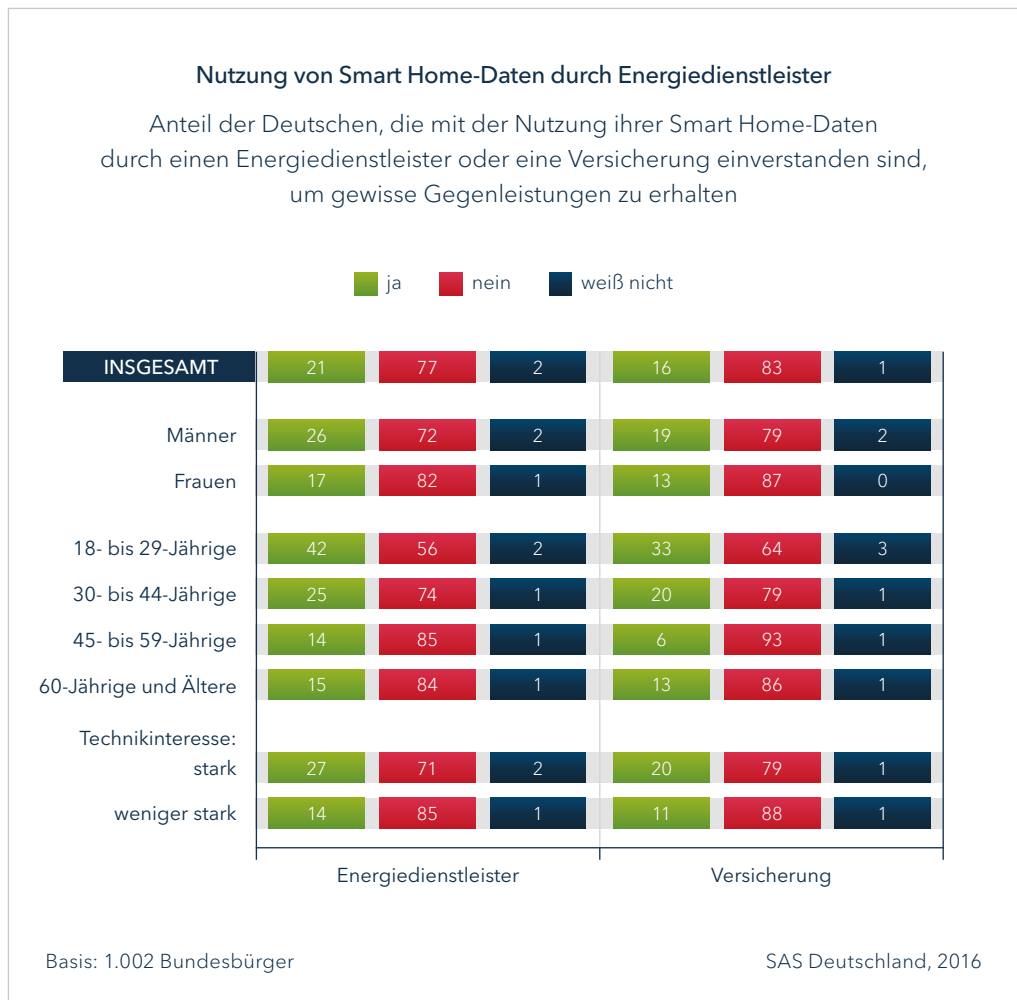 Nutzung von Smart Home-Daten durch Energiedienstleister
Anteil der Deutschen, die mit der Nutzung ihrer Smart Home-Daten
durch einen Energiedienstleister oder eine Versicherung einverstanden sind,
um gewisse Gegenleistungen zu erhalten
ja nein weiß nicht
INSGESAMT 21 77 2 16 83 1
Männer 26 72 2 19 79 2
Frauen 17 82 1 13 87 0
18- bis 29-Jährige 42 56 2 33 64 3
30- bis 44-Jährige 25 74 1 20 79 1
45- bis 59-Jährige 14 85 1 6 93 1
60-Jährige und Ältere 15 84 1 13 86 1
Technikinteresse:
stark 27 71 2 20 79 1
weniger stark 14 85 1 11 88 1
Energiedienstleister Versicherung
Basis: 1.002 Bundesbürger SAS Deutschland, 2016